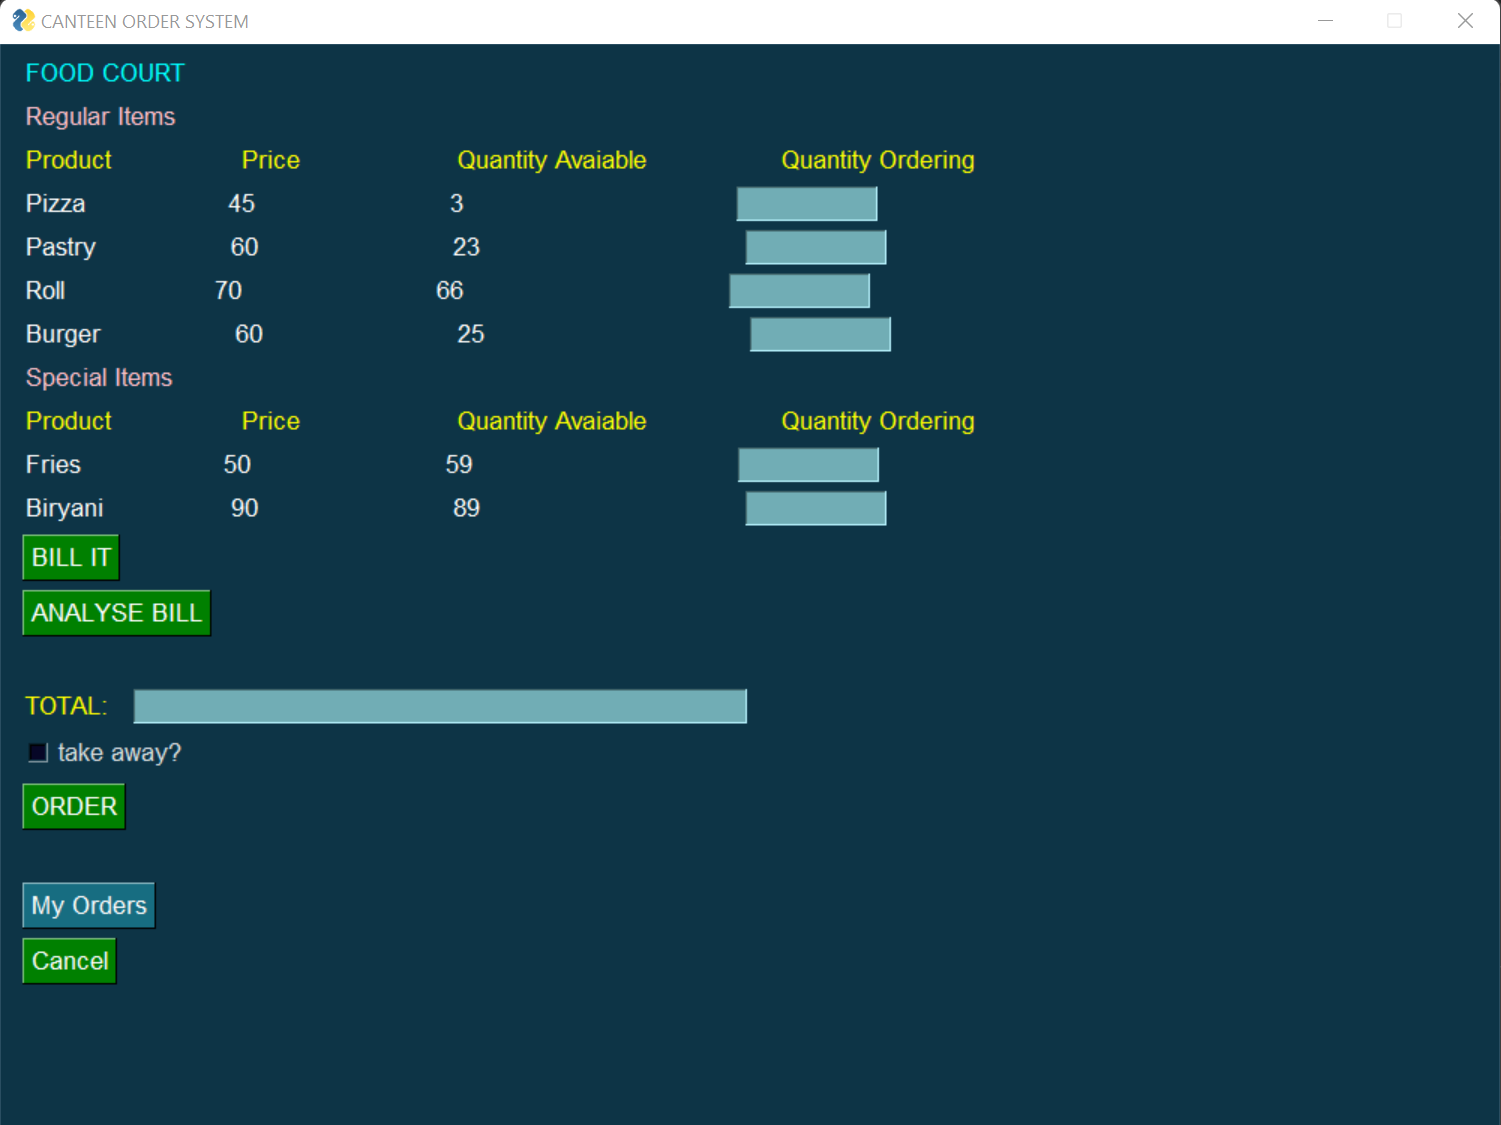 CANTEEN ORDER SYSTEM
FOOD COURT
Regular Items
Product Price Quantity Avaiable Quantity Ordering
Pizza 45 3
Pastry 60 23
Roll 70 66
Burger 60 25
Special Items
Product Price Quantity Avaiable Quantity Ordering
Fries 50 59
Biryani 90 89
BILL IT
ANALYSE BILL
TOTAL:
take away?
ORDER
My Orders
Cancel